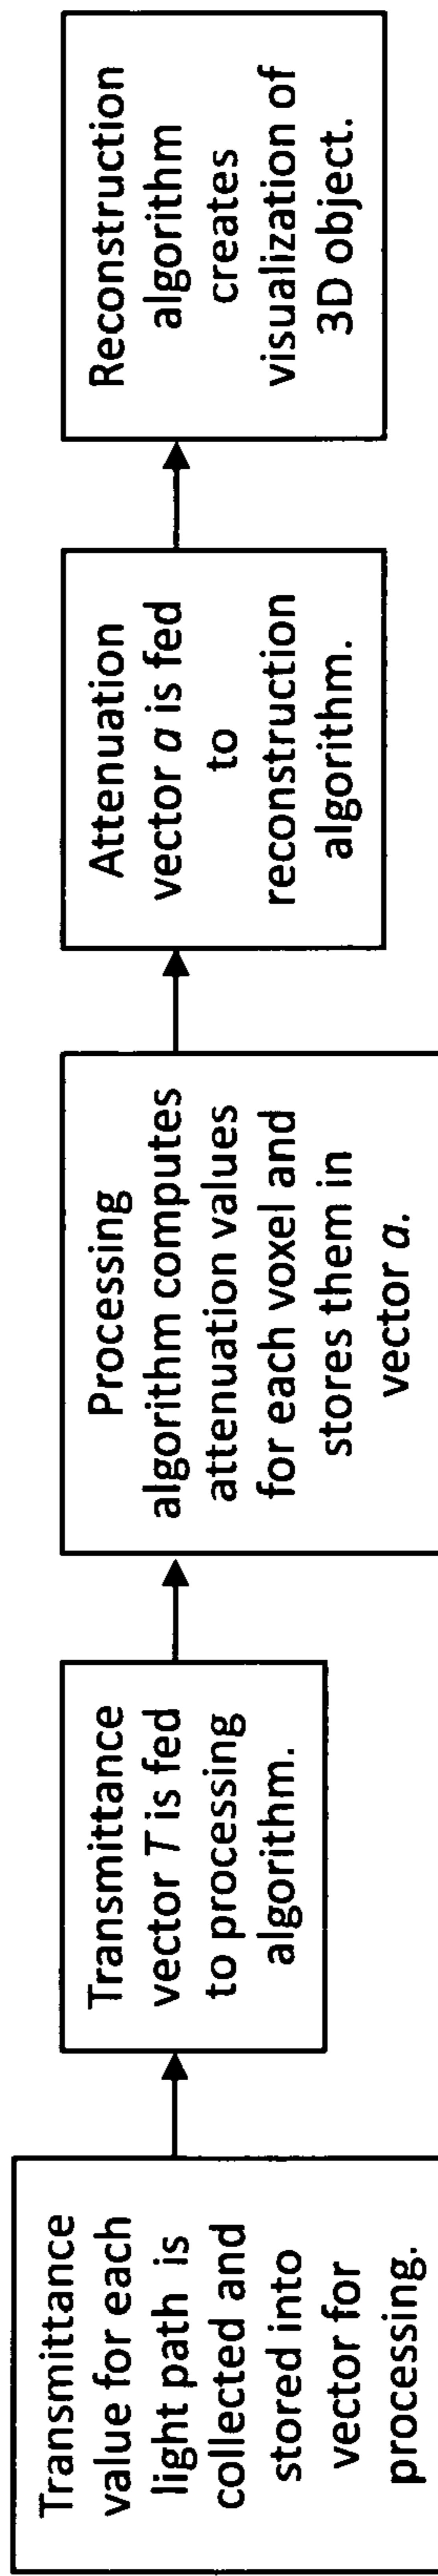 Transmittance
value for each
light path is
collected and
stored into
vector for
processing.
Transmittance
vector T is fed
to processing
algorithm.
Processing
algorithm computes
attenuation values
for each voxel and
stores them in
vector a.
Attenuation
vector a is fed
to
reconstruction
algorithm.
Reconstruction
algorithm
creates
visualization of
3D object.